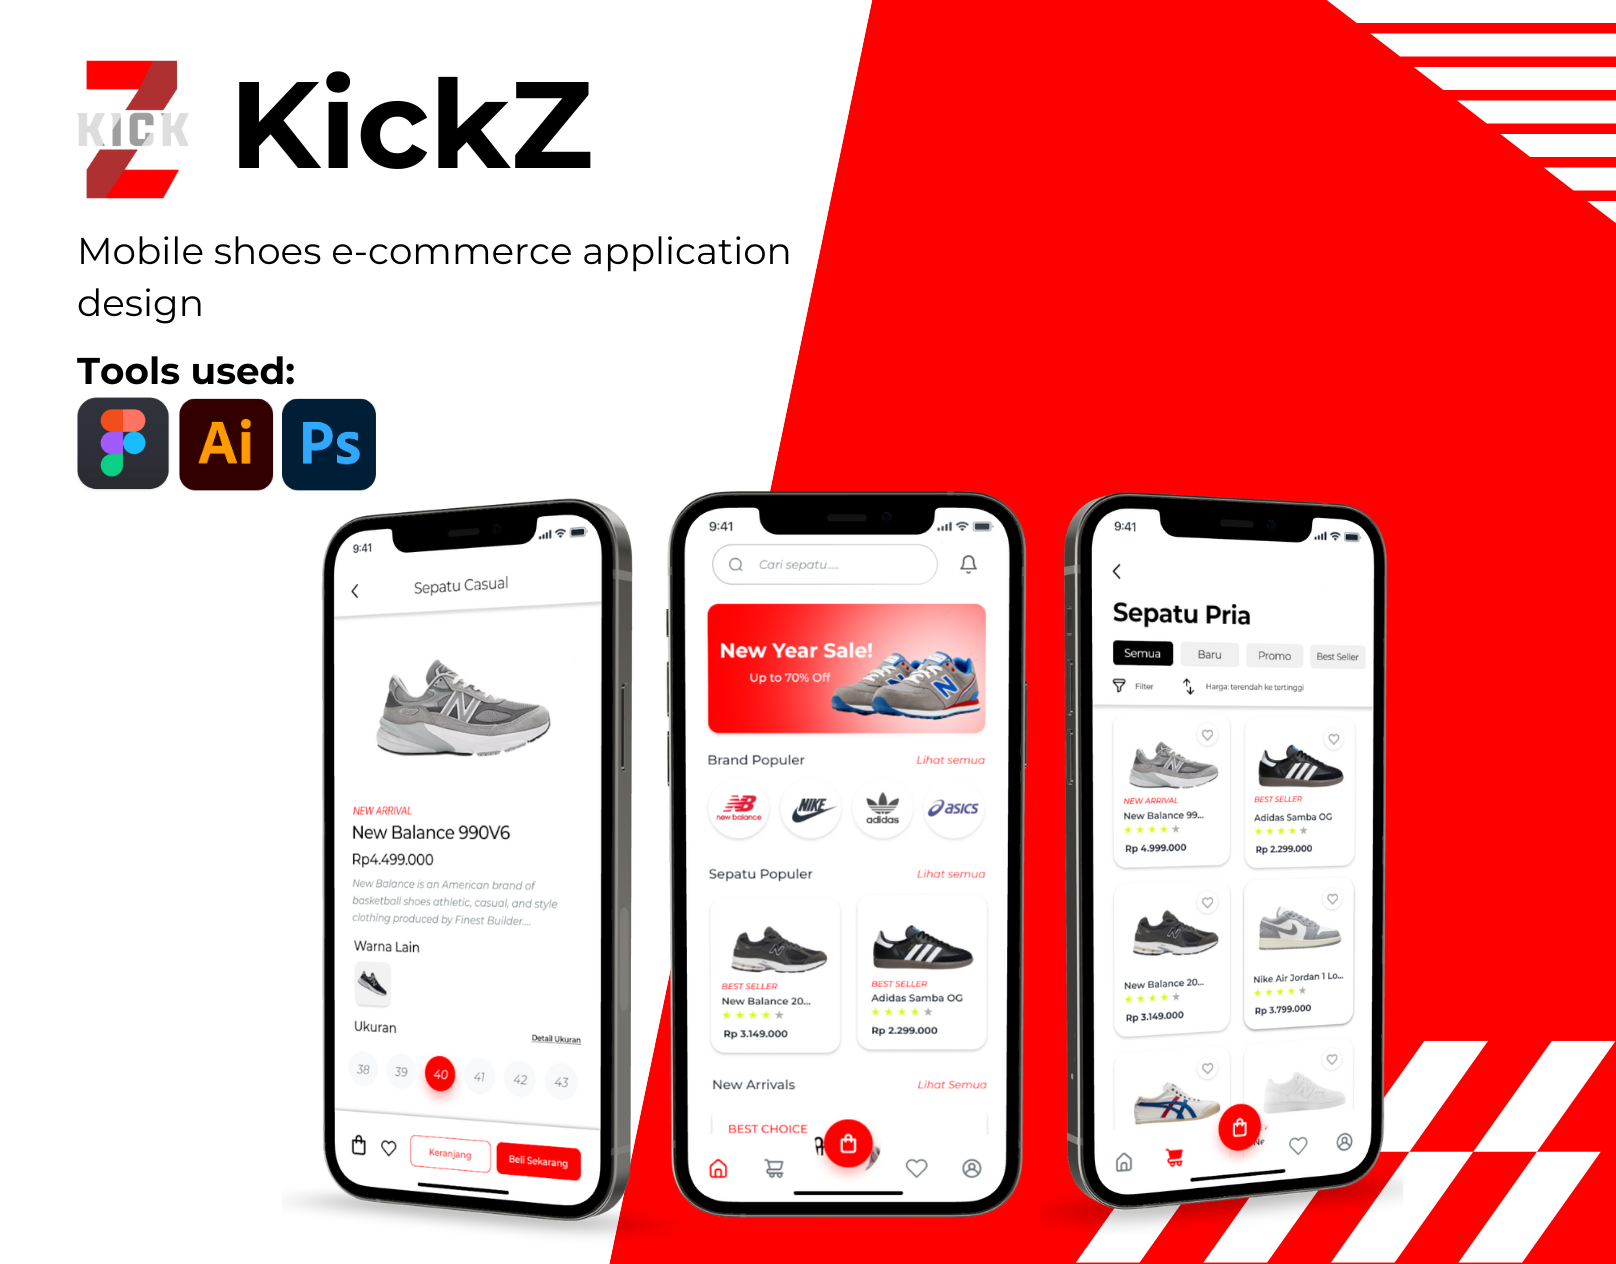 KICK
KickZ
Mobile shoes e-commerce application
design
Tools used:
Ai
Ps
9:41
Sepatu Casual
NEW ARRIVAL
New Balance 990V6
Rp4.499.000
New Balance is an American brand of
basketball shoes athletic, casual, and style
clothing produced by Finest Builder....
Warna Lain
Ukuran
Detail Ukuran
38
39
40
41
42
43
Keranjang
Beli Sekarang
9:41
Cari sepatu.....
New Year Sale!
Up to 70% Off
Brand Populer
Lihat semua
new balance
NIKE
adidas
asics
Sepatu Populer
Lihat semua
BEST SELLER
New Balance 20...
Rp 3.149.000
BEST SELLER
Adidas Samba OG
Rp 2.299.000
New Arrivals
Lihat Semua
BEST CHOICE
9:41
Sepatu Pria
Semua
Baru
Promo
Best Seller
Filter
Harga: terendah ke tertinggi
NEW ARRIVAL
New Balance 99...
Rp 4.999.000
BEST SELLER
Adidas Samba OG
Rp 2.299.000
New Balance 20...
Rp 3.149.000
Nike Air Jordan 1 Lo...
Rp 3.799.000